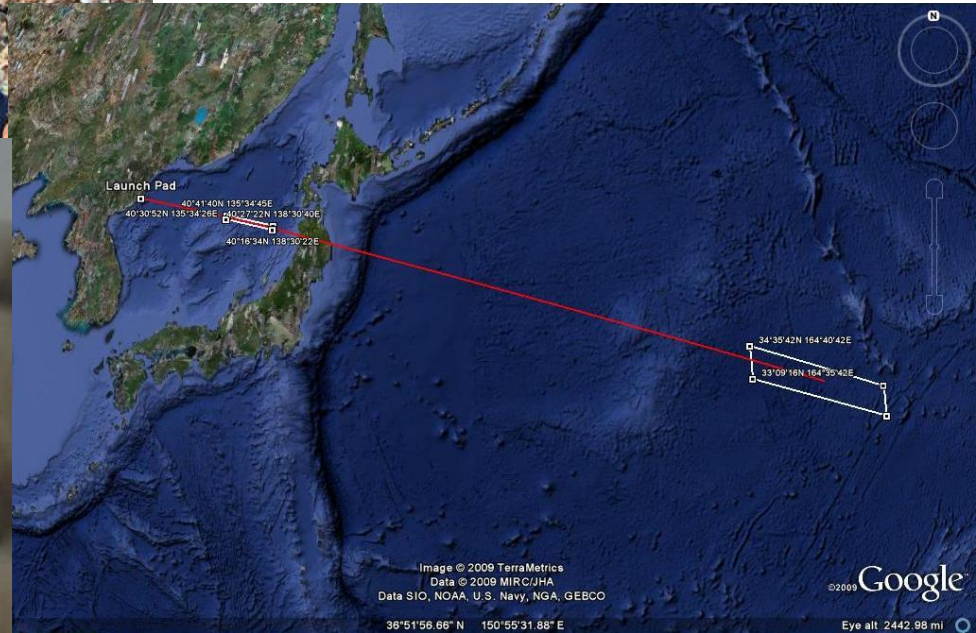 N
Launch Pad
40°41'40N 135°34'45E
40°30'52N 135°34'26E
40°27'22N 138°30'40E
40°16'34N 138°30'22E
34°35'42N 164°40'42E
33°09'16N 164°35'42E
Image © 2009 TerraMetrics
Data © 2009 MIRC/JHA
Data SIO, NOAA, U.S. Navy, NGA, GEBCO
©2009 Google
36°51'56.66" N 150°55'31.88" E
Eye alt 2442.98 mi